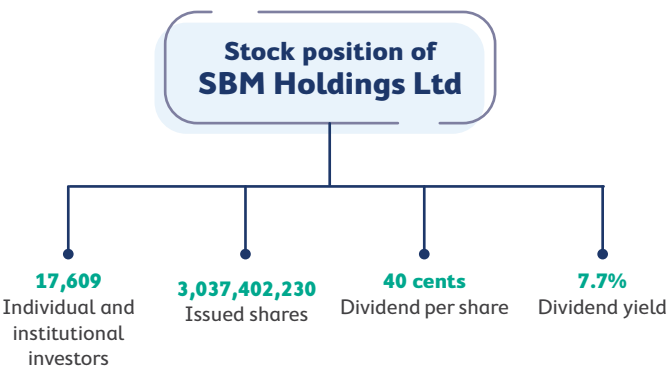 Stock position of
SBM Holdings Ltd
17,609
Individual and
institutional
investors
3,037,402,230
Issued shares
40 cents
Dividend per share
7.7%
Dividend yield